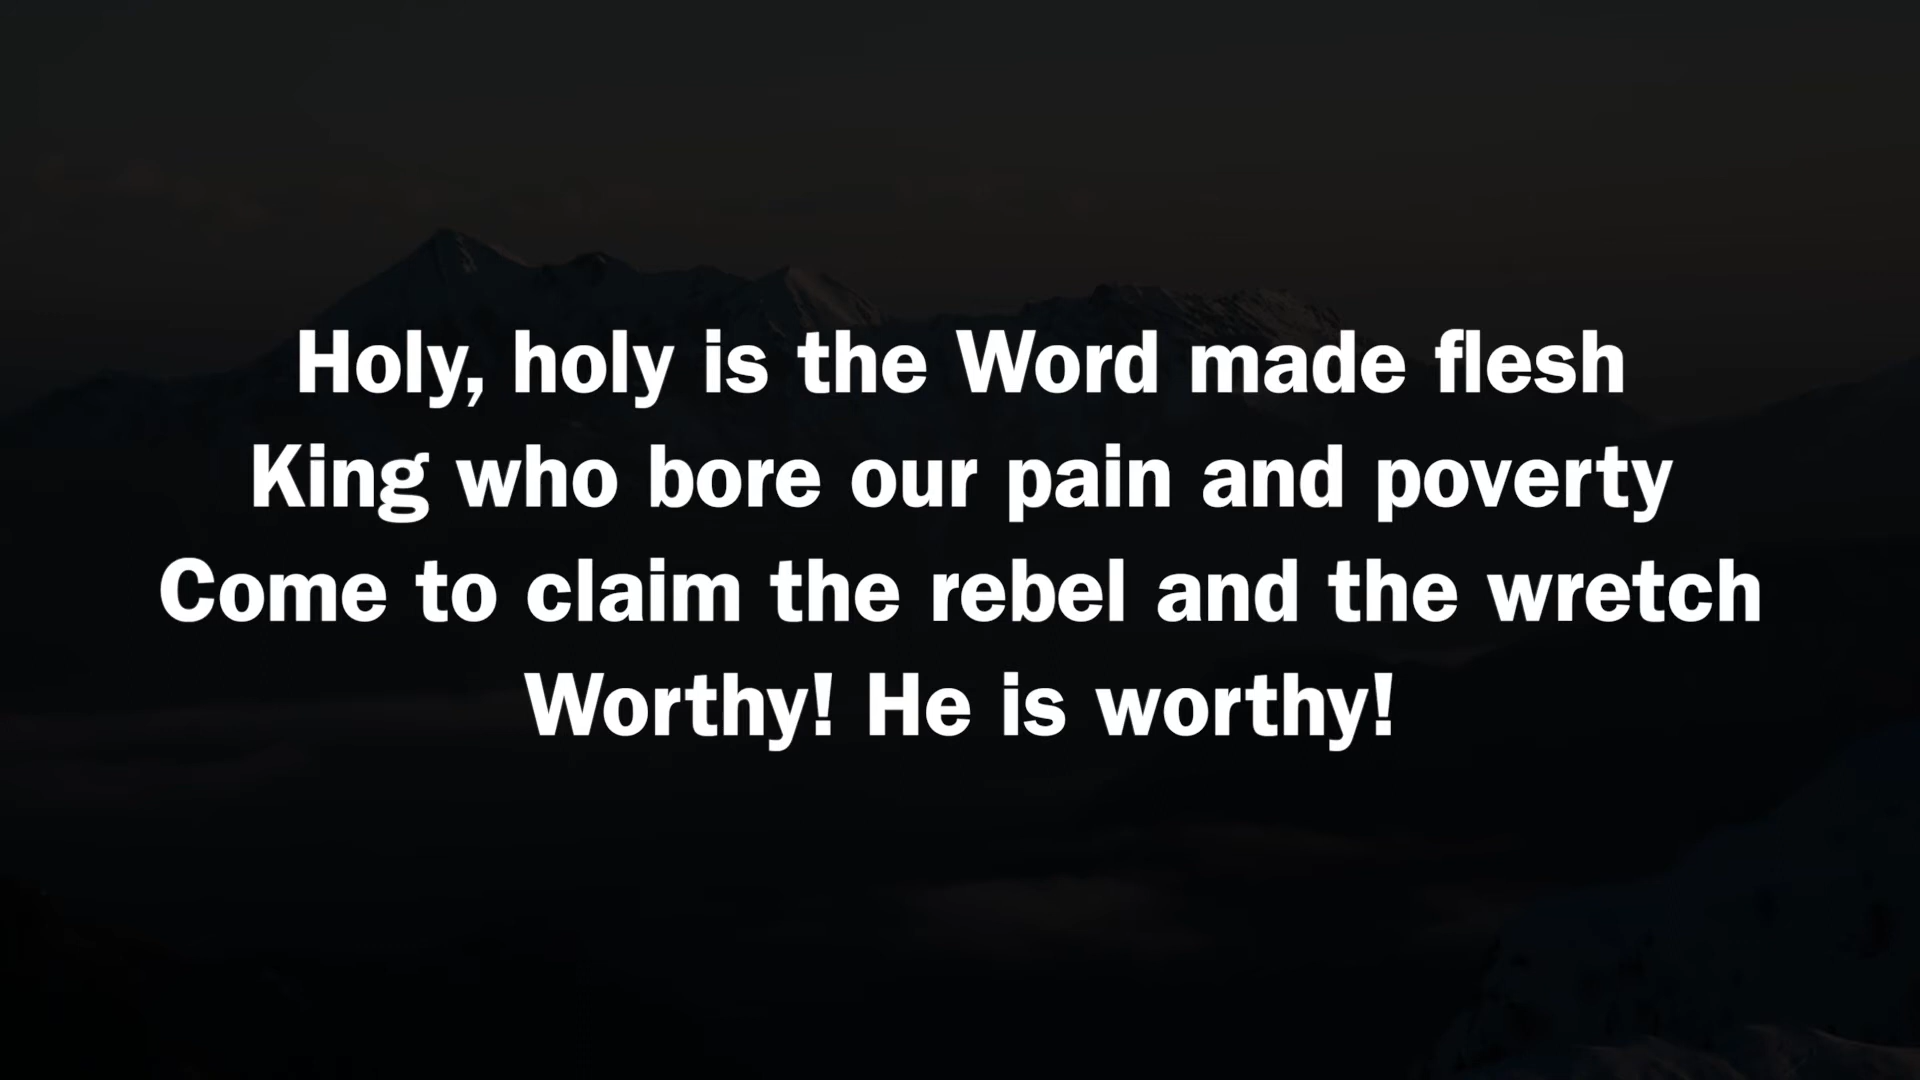 Holy, holy is the Word made flesh
King who bore our pain and poverty
Come to claim the rebel and the wretch
Worthy! He is worthy!